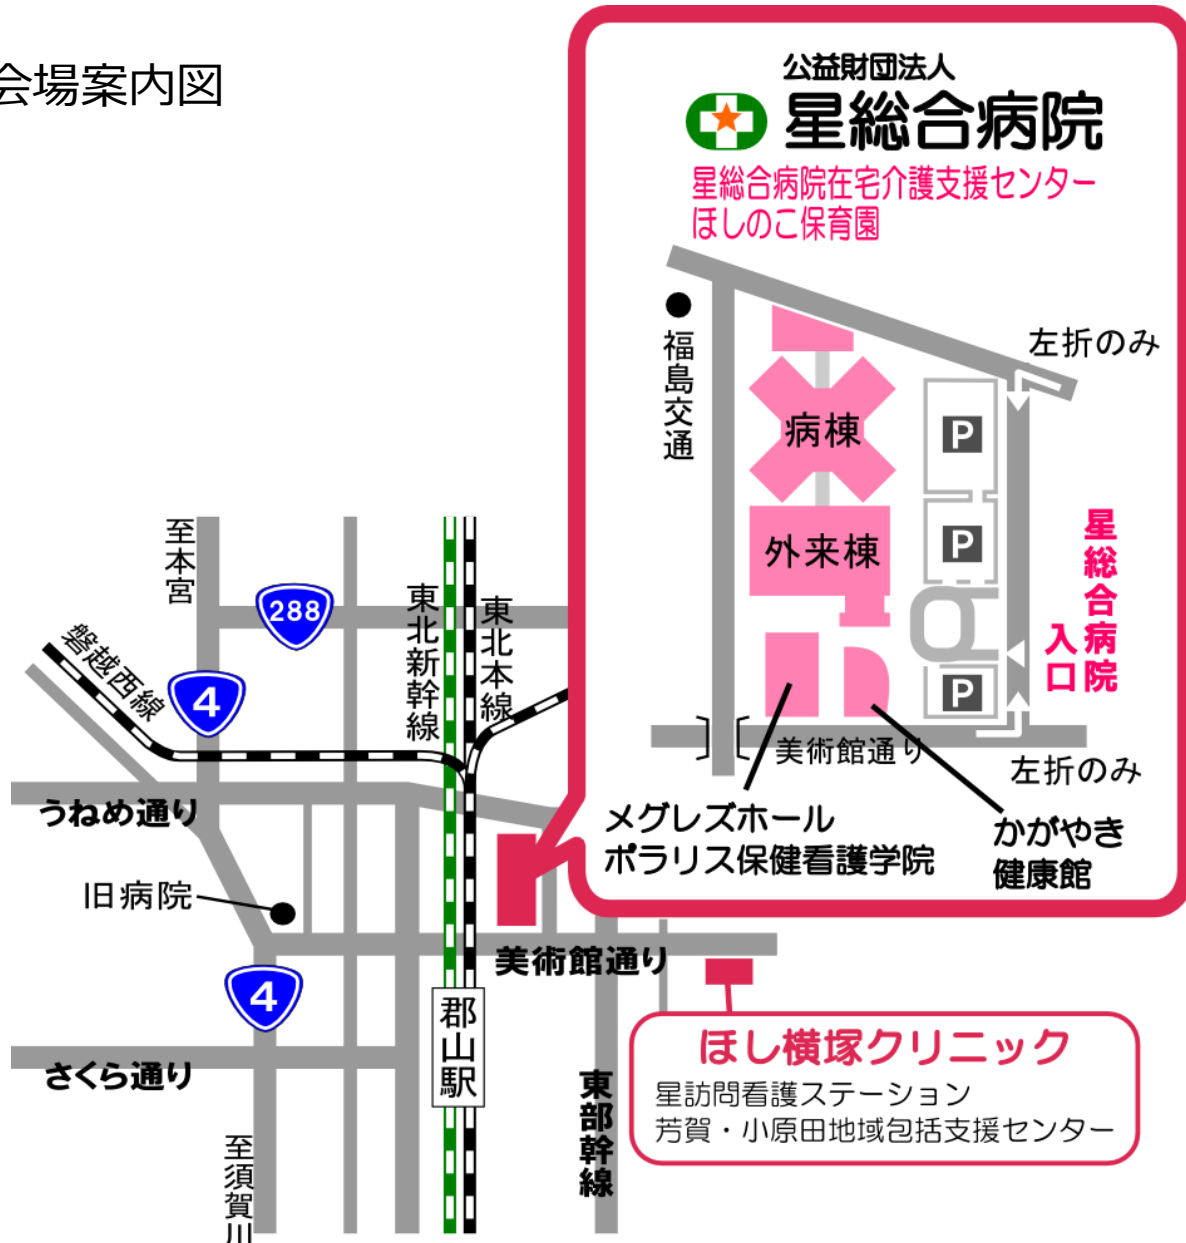 会場案内図
公益財団法人
星総合病院
星総合病院在宅介護支援センター
ほしのこ保育園
左折のみ
福島交通
病棟
P
外来棟
P
星総合病院
入口
P
美術館通り
左折のみ
メグレズホール
ポラリス保健看護学院
かがやき
健康館
至本宮
288
東北新幹線
東北本線
磐越西線
4
うねめ通り
旧病院
美術館通り
4
郡山駅
さくら通り
東部幹線
至須賀川
ほし横塚クリニック
星訪問看護ステーション
芳賀・小原田地域包括支援センター